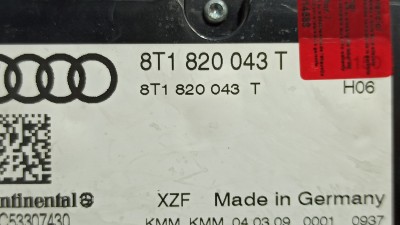 8T1 820 043 T
8T1 820 043 T H06
ntinental
XZF Made in Germany
C53307430
KMM KMM 04.03.09 0001 0937